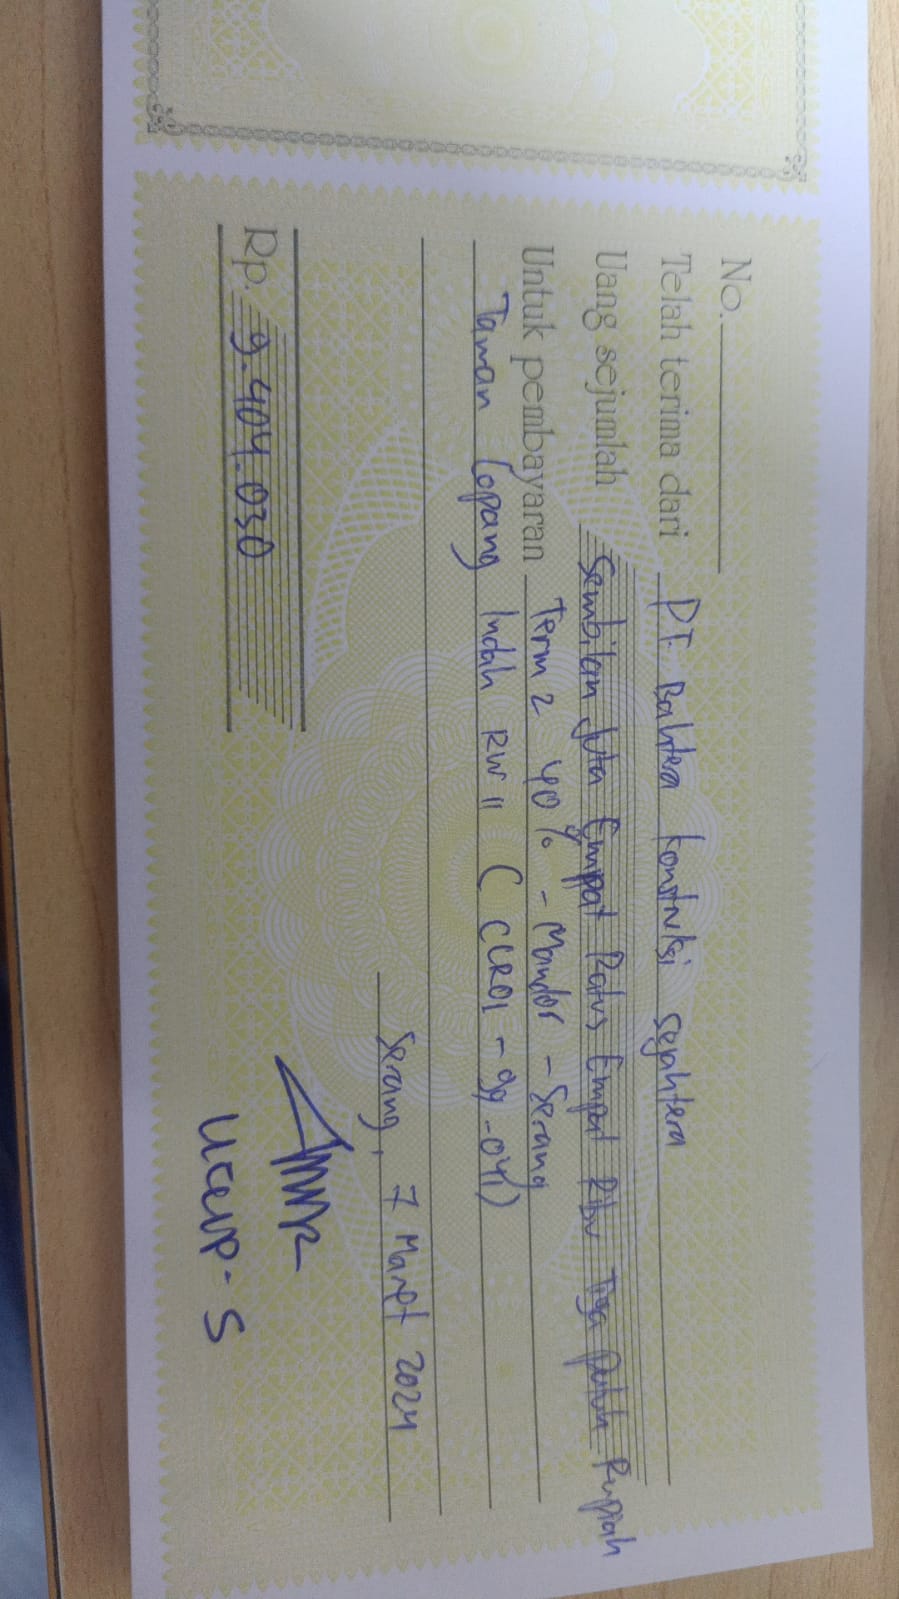 No.
Telah terima dari PT. Bahtera Konstruksi Sejahtera
Uang sejumlah Sembilan Juta Empat Ratus Empat Ribu Tiga Puluh Rupiah
Untuk pembayaran Term 2 40% - Mandor - Serang
Taman Lopang Indah RW 11 ( CLR01 - 99 - 041)
Serang, 7 Maret 2024
Rp. 9.404.030
Ucup. S